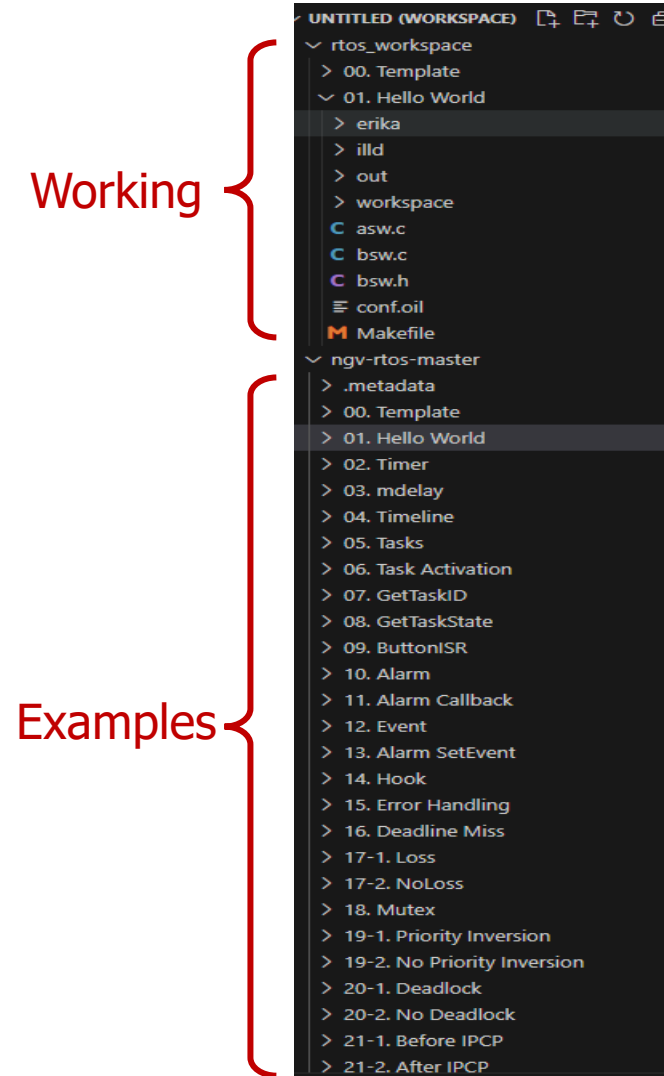 UNTITLED (WORKSPACE)
rtos_workspace
00. Template
01. Hello World
erika
illd
out
workspace
C asw.c
C bsw.c
C bsw.h
conf.oil
M Makefile
Working
ngv-rtos-master
.metadata
00. Template
01. Hello World
02. Timer
03. mdelay
04. Timeline
05. Tasks
06. Task Activation
07. GetTaskID
08. GetTaskState
09. ButtonISR
10. Alarm
11. Alarm Callback
12. Event
13. Alarm SetEvent
14. Hook
15. Error Handling
16. Deadline Miss
17-1. Loss
17-2. NoLoss
18. Mutex
19-1. Priority Inversion
19-2. No Priority Inversion
20-1. Deadlock
20-2. No Deadlock
21-1. Before IPCP
21-2. After IPCP
Examples